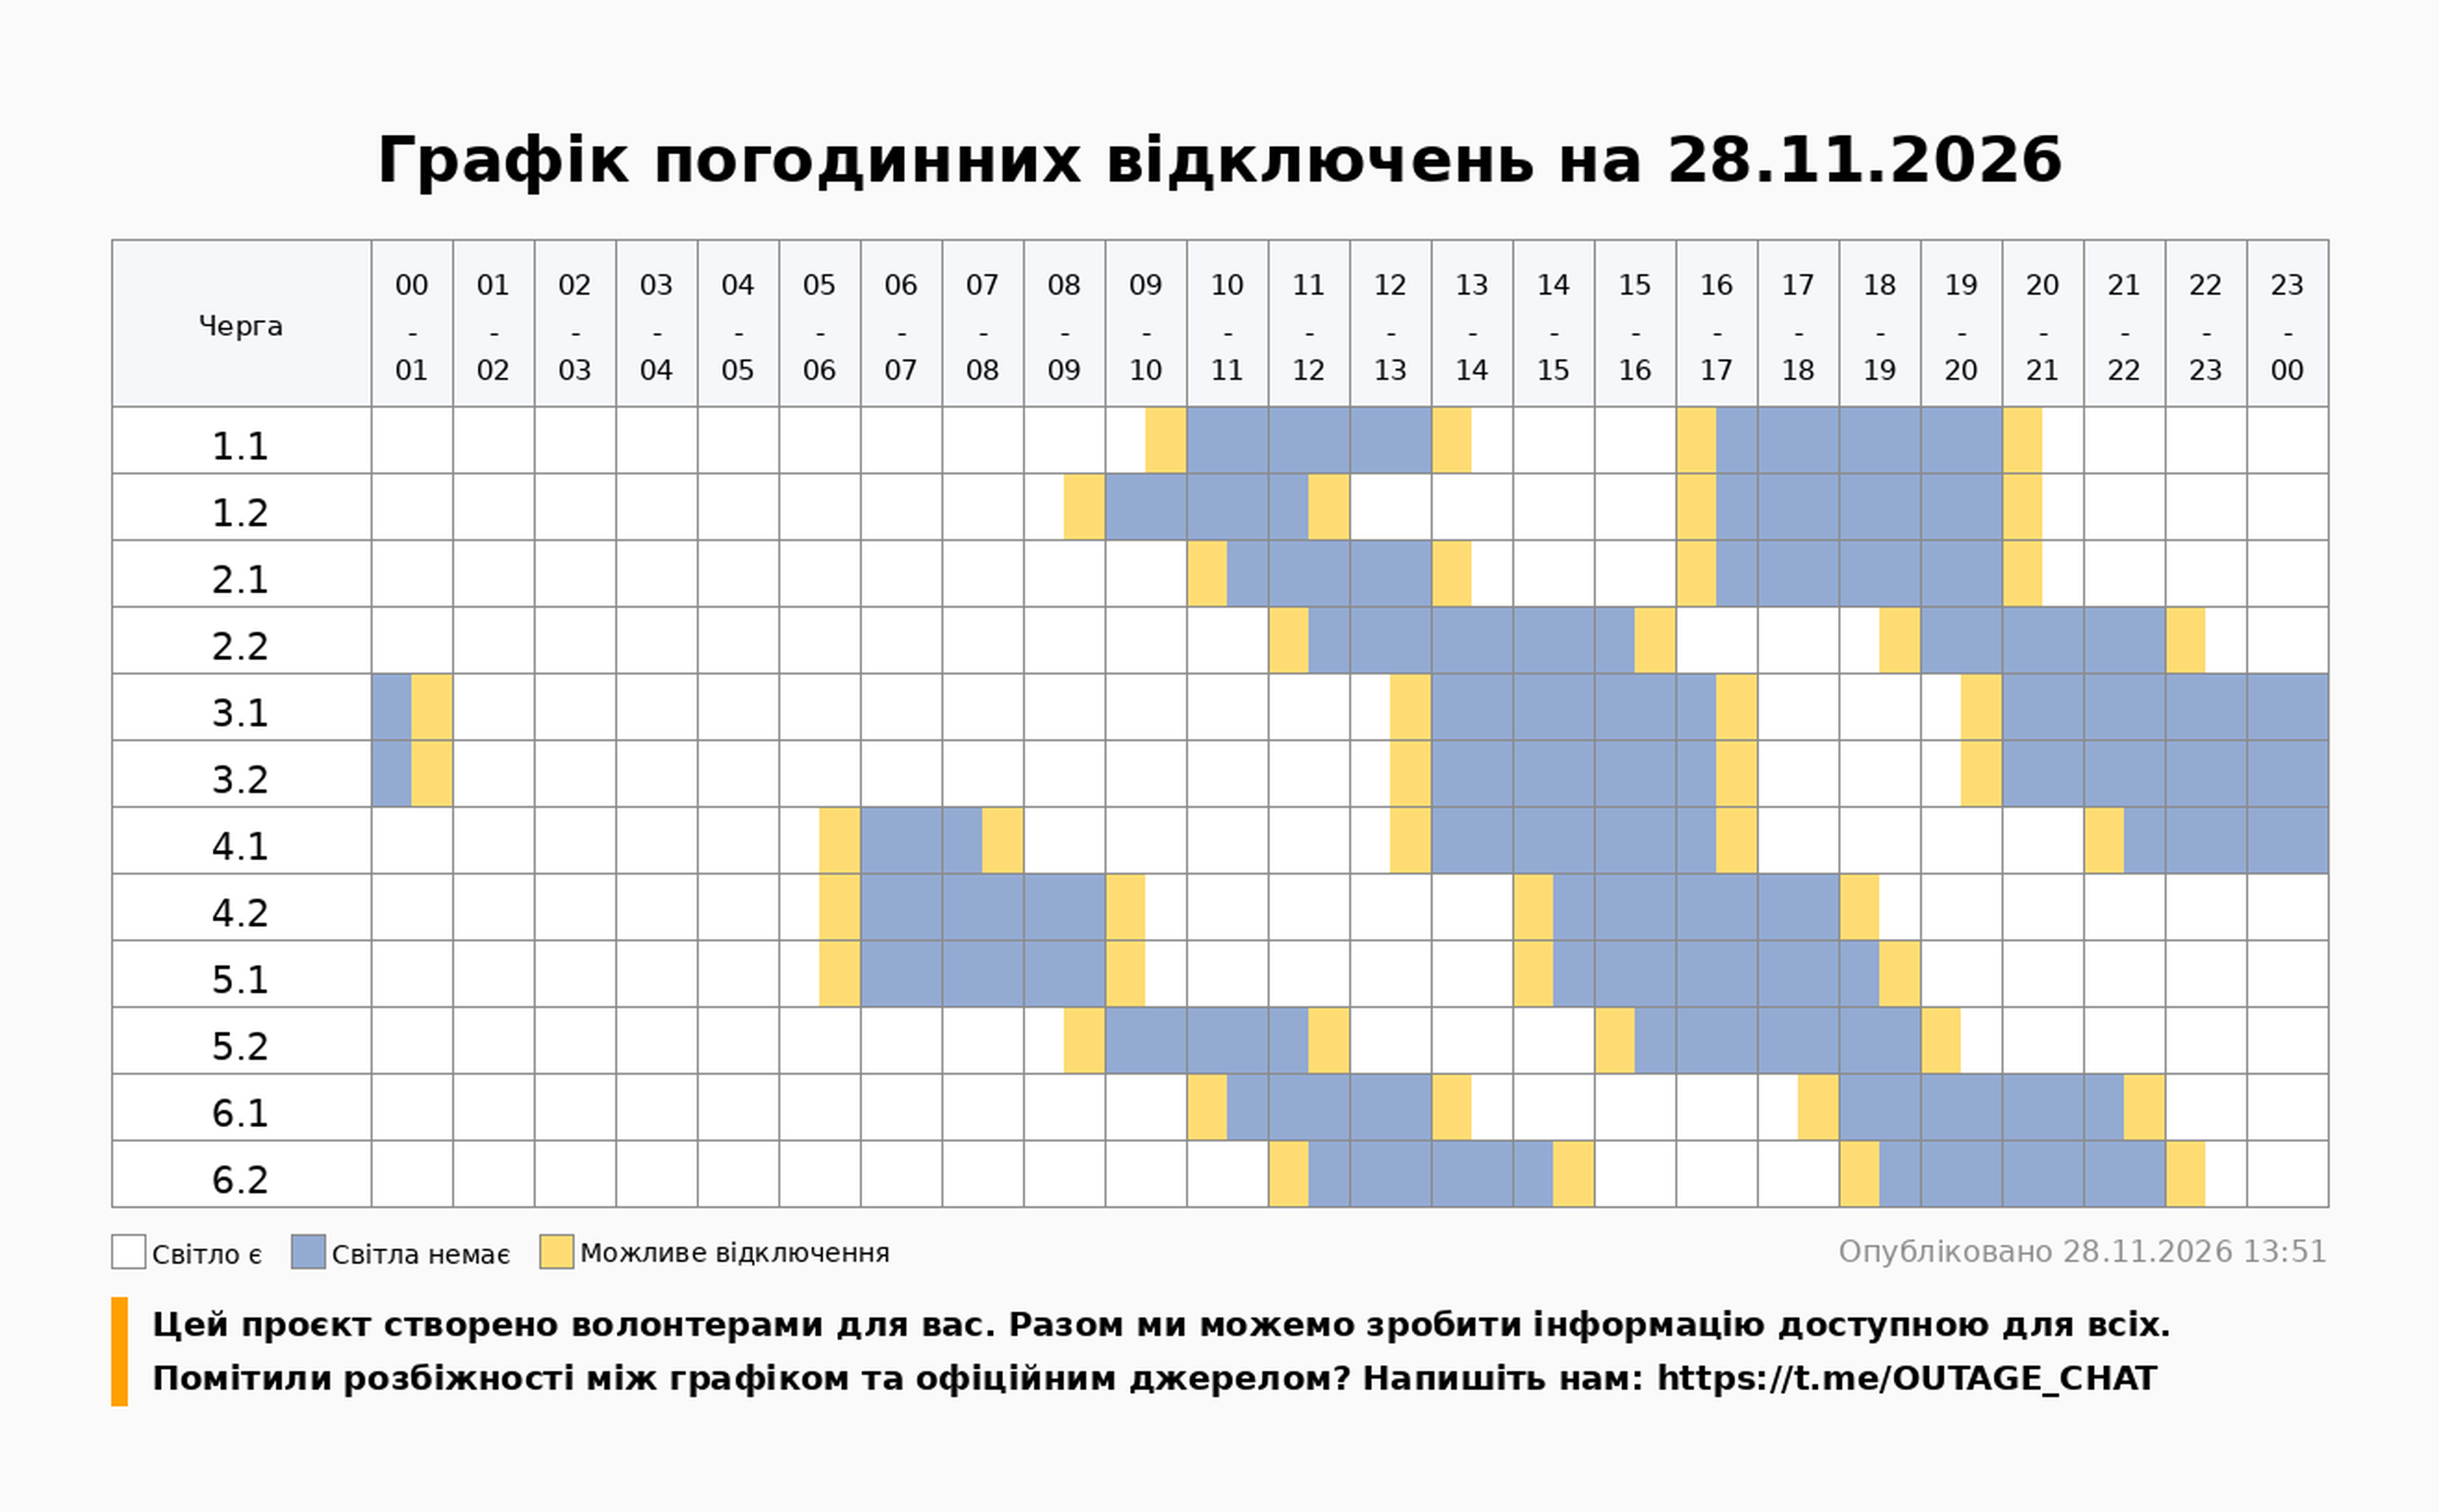 Графік погодинних відключень на 28.11.2026
Черга 00 - 01 01 - 02 02 - 03 03 - 04 04 - 05 05 - 06 06 - 07 07 - 08 08 - 09 09 - 10 10 - 11 11 - 12 12 - 13 13 - 14 14 - 15 15 - 16 16 - 17 17 - 18 18 - 19 19 - 20 20 - 21 21 - 22 22 - 23 23 - 00
1.1
1.2
2.1
2.2
3.1
3.2
4.1
4.2
5.1
5.2
6.1
6.2
Світло є Світла немає Можливе відключення Опубліковано 28.11.2026 13:51
Цей проєкт створено волонтерами для вас. Разом ми можемо зробити інформацію доступною для всіх.
Помітили розбіжності між графіком та офіційним джерелом? Напишіть нам: https://t.me/OUTAGE_CHAT